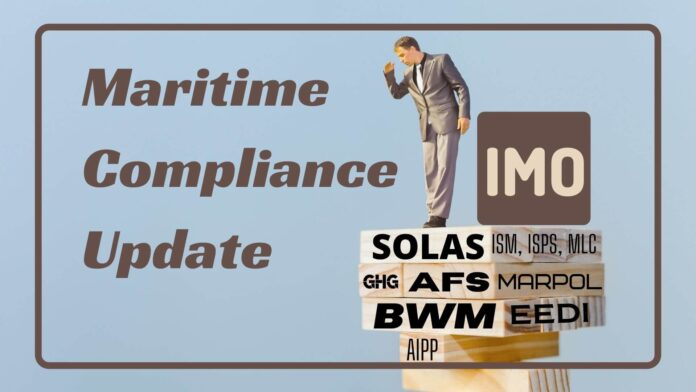 Maritime
Compliance
Update
IMO
SOLAS ISM, ISPS, MLC
GHG AFS MARPOL
BWM EEDI
AIPP